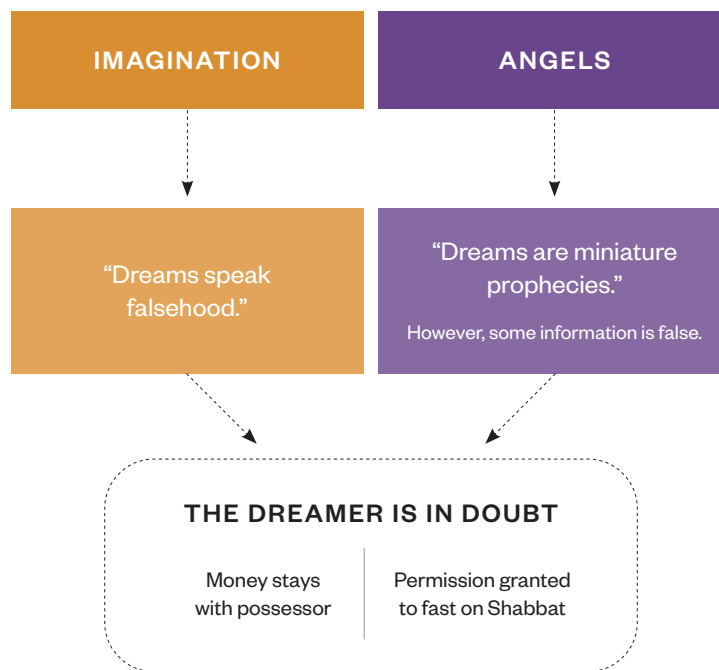 IMAGINATION
ANGELS
“Dreams speak
falsehood.”
“Dreams are miniature
prophecies.”
However, some information is false.
THE DREAMER IS IN DOUBT
Money stays
with possessor
Permission granted
to fast on Shabbat